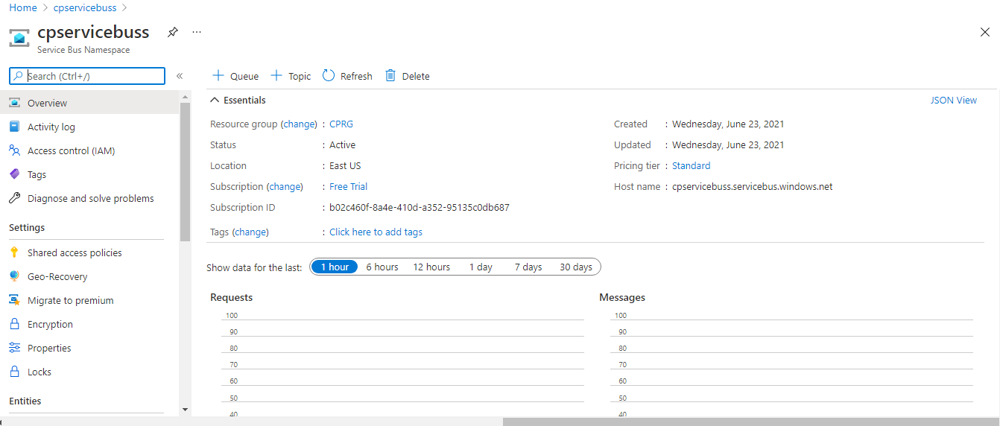 Home > cpservicebuss >
cpservicebuss
Service Bus Namespace
Search (Ctrl+/)
«
Overview
Activity log
Access control (IAM)
Tags
Diagnose and solve problems
Settings
Shared access policies
Geo-Recovery
Migrate to premium
Encryption
Properties
Locks
Entities
+ Queue + Topic Refresh Delete
Essentials JSON View
Resource group (change) : CPRG
Status : Active
Location : East US
Subscription (change) : Free Trial
Subscription ID : b02c460f-8a4e-410d-a352-95135c0db687
Tags (change) : Click here to add tags
Created : Wednesday, June 23, 2021
Updated : Wednesday, June 23, 2021
Pricing tier : Standard
Host name : cpservicebuss.servicebus.windows.net
Show data for the last: 1 hour 6 hours 12 hours 1 day 7 days 30 days
Requests
100
90
80
70
60
50
40
Messages
100
90
80
70
60
50
40